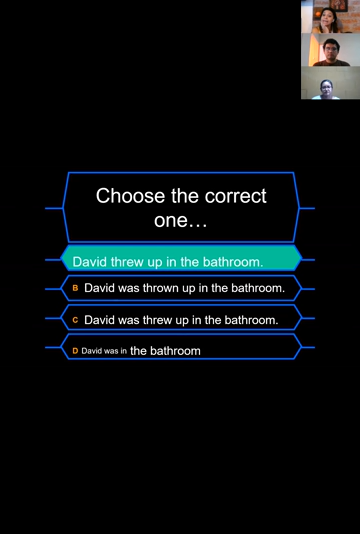 Choose the correct
one...
David threw up in the bathroom.
B David was thrown up in the bathroom.
C David was threw up in the bathroom.
D David was in the bathroom